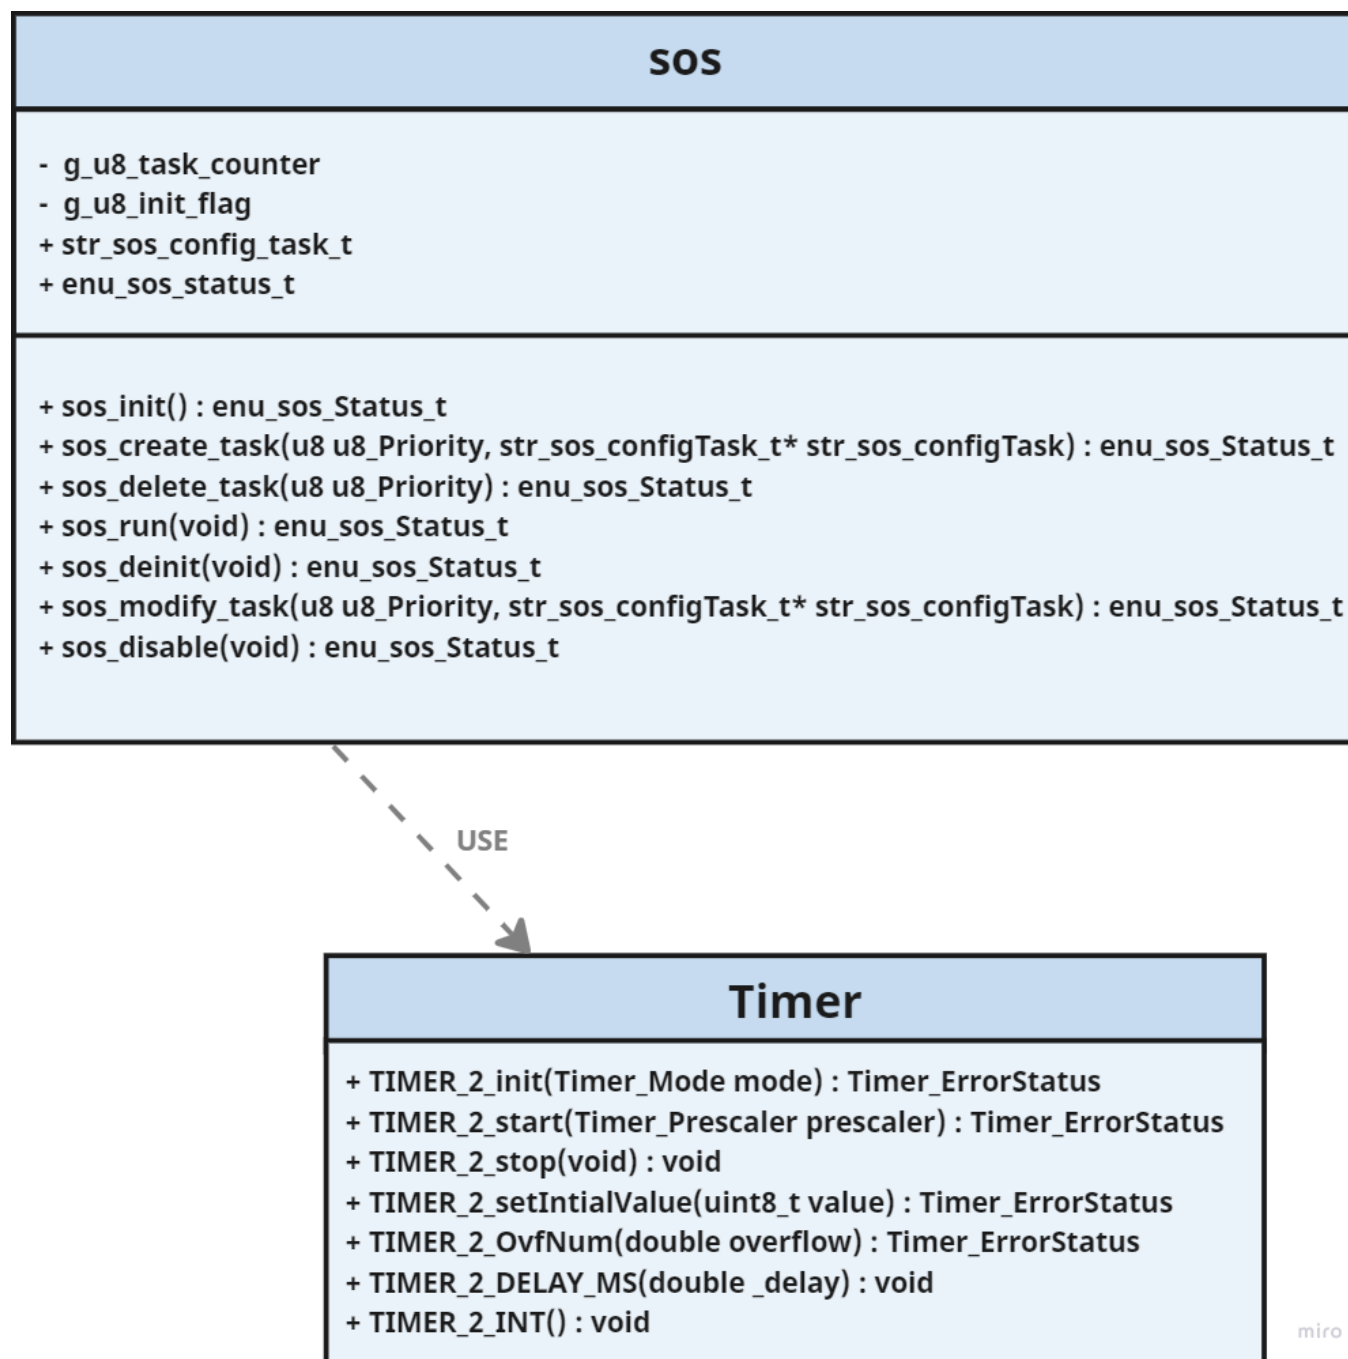 sos
- g_u8_task_counter
- g_u8_init_flag
+ str_sos_config_task_t
+ enu_sos_status_t
+ sos_init() : enu_sos_Status_t
+ sos_create_task(u8 u8_Priority, str_sos_configTask_t* str_sos_configTask) : enu_sos_Status_t
+ sos_delete_task(u8 u8_Priority) : enu_sos_Status_t
+ sos_run(void) : enu_sos_Status_t
+ sos_deinit(void) : enu_sos_Status_t
+ sos_modify_task(u8 u8_Priority, str_sos_configTask_t* str_sos_configTask) : enu_sos_Status_t
+ sos_disable(void) : enu_sos_Status_t
USE
Timer
+ TIMER_2_init(Timer_Mode mode) : Timer_ErrorStatus
+ TIMER_2_start(Timer_Prescaler prescaler) : Timer_ErrorStatus
+ TIMER_2_stop(void) : void
+ TIMER_2_setIntialValue(uint8_t value) : Timer_ErrorStatus
+ TIMER_2_OvfNum(double overflow) : Timer_ErrorStatus
+ TIMER_2_DELAY_MS(double _delay) : void
+ TIMER_2_INT() : void
miro